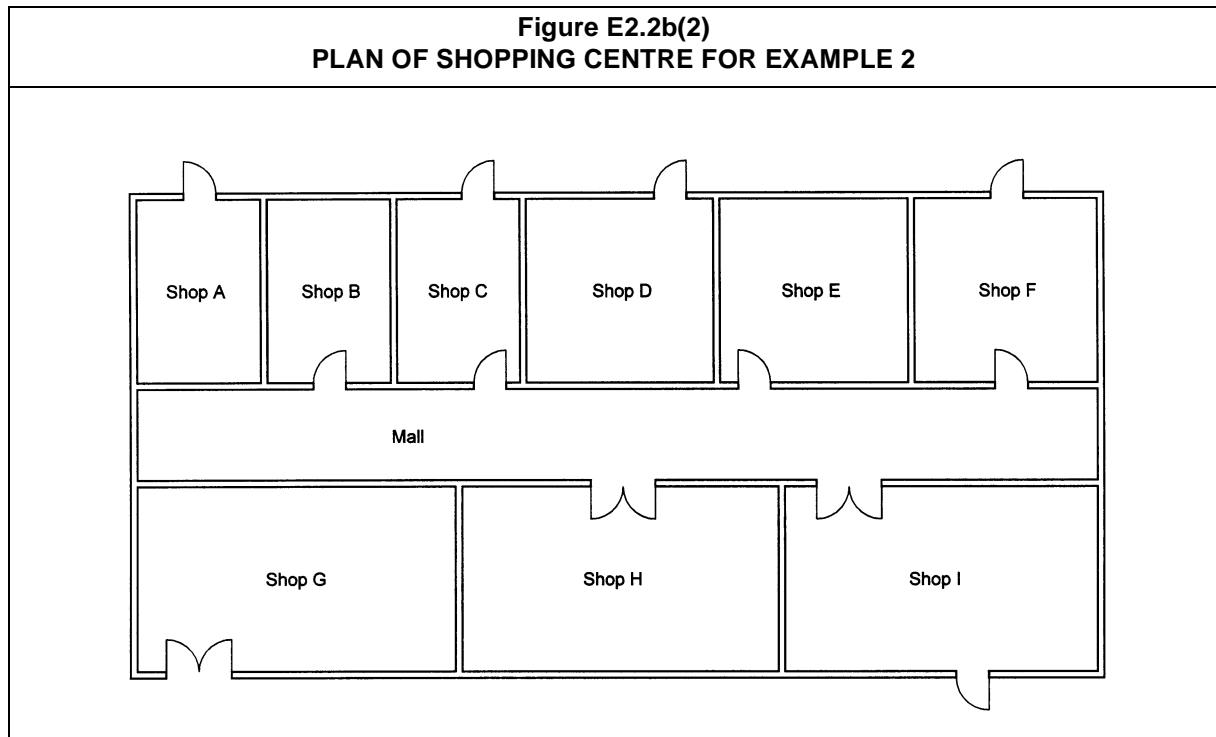 Figure E2.2b(2)
PLAN OF SHOPPING CENTRE FOR EXAMPLE 2
Shop A
Shop B
Shop C
Shop D
Shop E
Shop F
Mall
Shop G
Shop H
Shop I